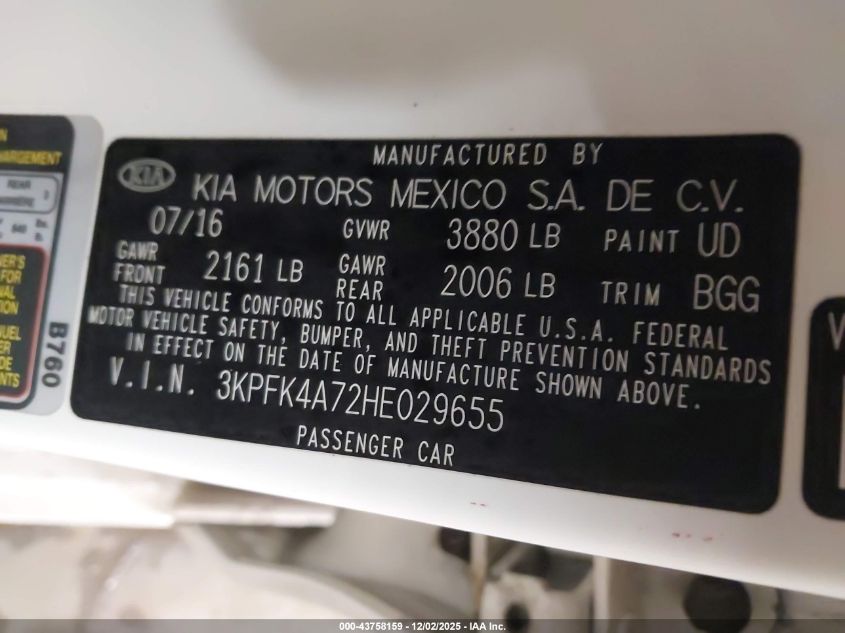 MANUFACTURED BY
KIA KIA MOTORS MEXICO S.A. DE C.V.
07/16 GVWR 3880 LB PAINT UD
GAWR FRONT 2161 LB GAWR REAR 2006 LB TRIM BGG
THIS VEHICLE CONFORMS TO ALL APPLICABLE U.S.A. FEDERAL
MOTOR VEHICLE SAFETY, BUMPER, AND THEFT PREVENTION STANDARDS
IN EFFECT ON THE DATE OF MANUFACTURE SHOWN ABOVE.
V.I.N. 3KPFK4A72HE029655
PASSENGER CAR
REAR
B760
000-43758159 - 12/02/2025 - IAA Inc.